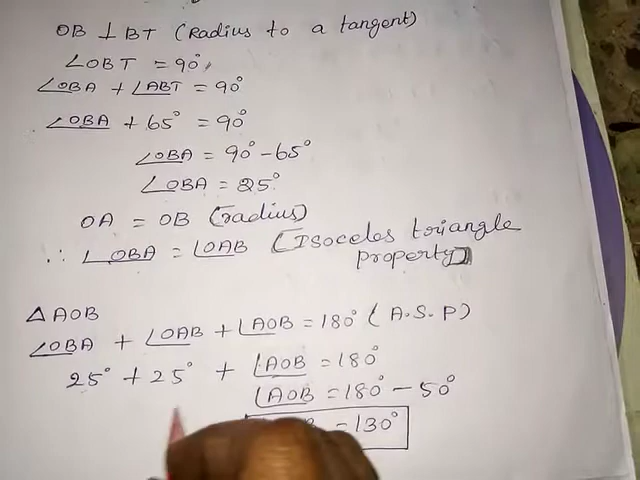 OB ⊥ BT (Radius to a tangent)
∠OBT = 90°
∠OBA + ∠ABT = 90°
∠OBA + 65° = 90°
∠OBA = 90° - 65°
∠OBA = 25°
OA = OB (radius)
∴ ∠OBA = ∠OAB (Isoceles triangle
property)
△AOB
∠OBA + ∠OAB + ∠AOB = 180° (A.S.P)
25° + 25° + ∠AOB = 180°
∠AOB = 180° - 50°
= 130°